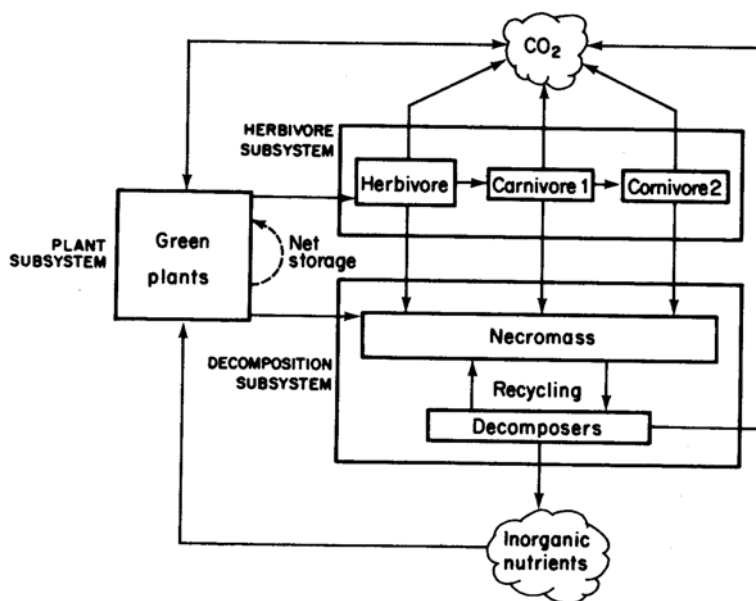 CO2
HERBIVORE
SUBSYSTEM
Herbivore
Carnivore 1
Cornivore 2
PLANT
SUBSYSTEM
Green
plants
Net
storage
Necromass
DECOMPOSITION
SUBSYSTEM
Recycling
Decomposers
Inorganic
nutrients